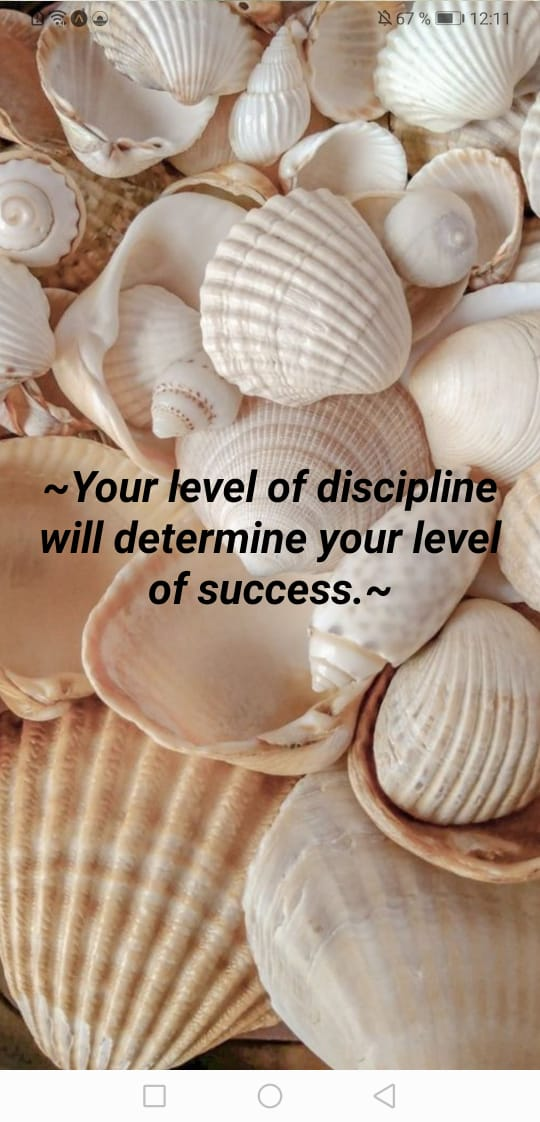 67 % 12:11
~Your level of discipline
will determine your level
of success.~